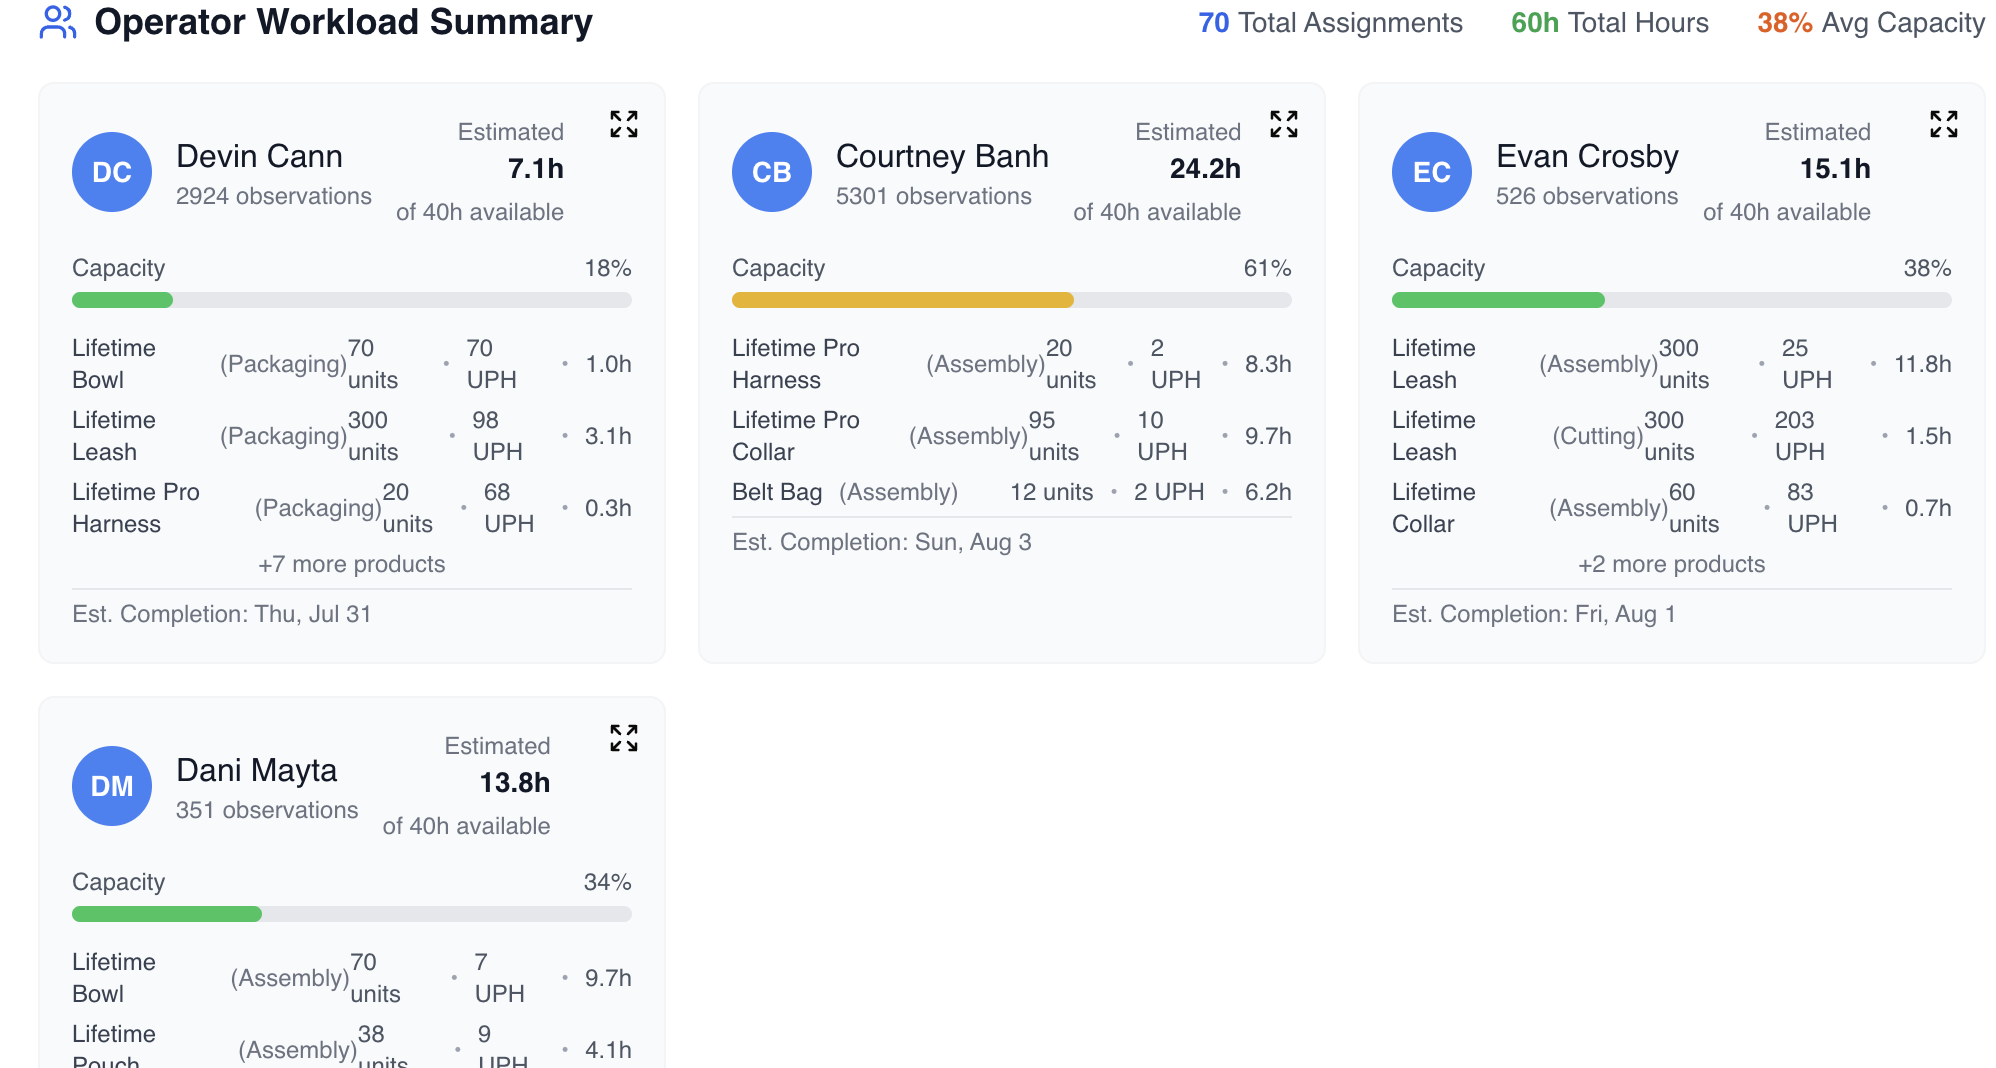 Operator Workload Summary
70 Total Assignments 60h Total Hours 38% Avg Capacity
DC
Devin Cann
2924 observations
Estimated
7.1h
of 40h available
Capacity 18%
Lifetime Bowl (Packaging) 70 units • 70 UPH • 1.0h
Lifetime Leash (Packaging) 300 units • 98 UPH • 3.1h
Lifetime Pro Harness (Packaging) 20 units • 68 UPH • 0.3h
+7 more products
Est. Completion: Thu, Jul 31
CB
Courtney Banh
5301 observations
Estimated
24.2h
of 40h available
Capacity 61%
Lifetime Pro Harness (Assembly) 20 units • 2 UPH • 8.3h
Lifetime Pro Collar (Assembly) 95 units • 10 UPH • 9.7h
Belt Bag (Assembly) 12 units • 2 UPH • 6.2h
Est. Completion: Sun, Aug 3
EC
Evan Crosby
526 observations
Estimated
15.1h
of 40h available
Capacity 38%
Lifetime Leash (Assembly) 300 units • 25 UPH • 11.8h
Lifetime Leash (Cutting) 300 units • 203 UPH • 1.5h
Lifetime Collar (Assembly) 60 units • 83 UPH • 0.7h
+2 more products
Est. Completion: Fri, Aug 1
DM
Dani Mayta
351 observations
Estimated
13.8h
of 40h available
Capacity 34%
Lifetime Bowl (Assembly) 70 units • 7 UPH • 9.7h
Lifetime Pouch (Assembly) 38 units • 9 UPH • 4.1h